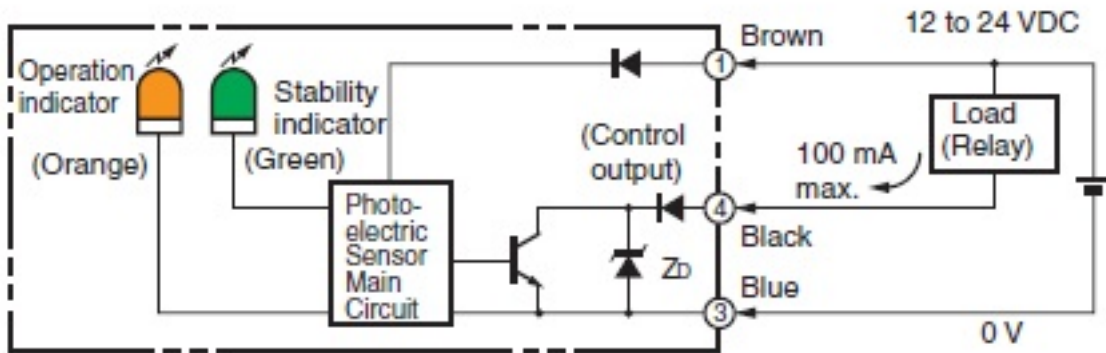 Operation
indicator
(Orange)
Stability
indicator
(Green)
Photo-
electric
Sensor
Main
Circuit
(Control
output)
ZD
1
Brown
4
Black
3
Blue
12 to 24 VDC
Load
(Relay)
100 mA
max.
0 V